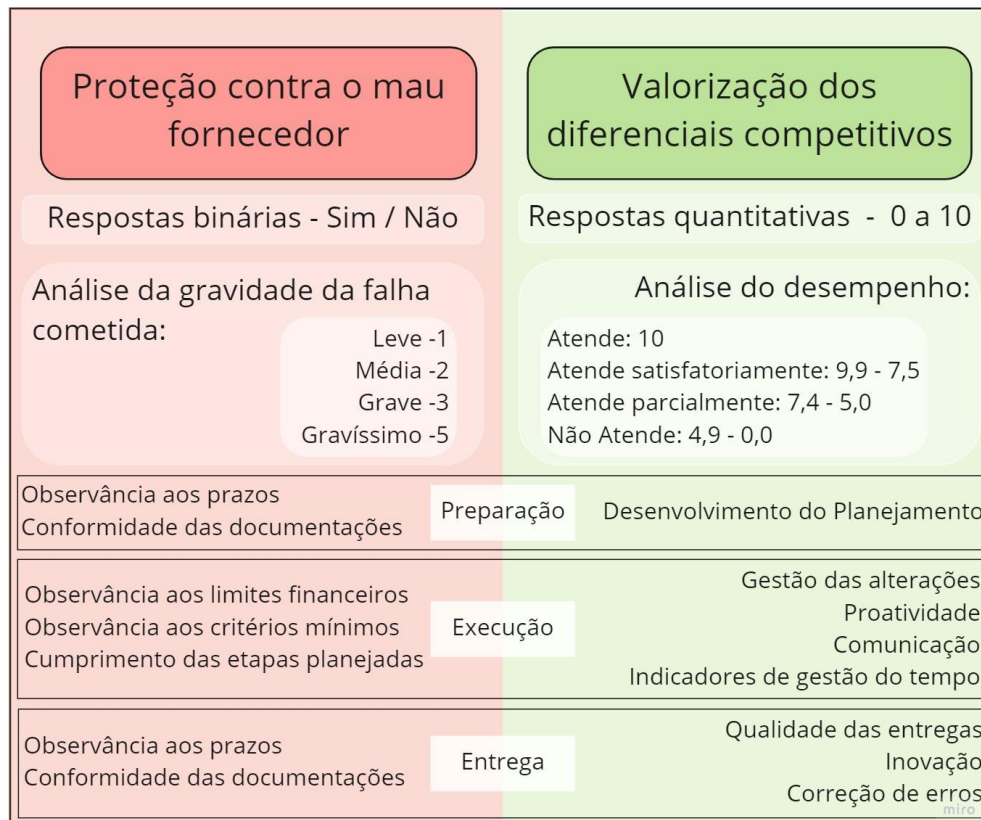 Proteção contra o mau
fornecedor
Valorização dos
diferenciais competitivos
Respostas binárias - Sim / Não
Respostas quantitativas - 0 a 10
Análise da gravidade da falha
cometida:
Leve -1
Média -2
Grave -3
Gravíssimo -5
Análise do desempenho:
Atende: 10
Atende satisfatoriamente: 9,9 - 7,5
Atende parcialmente: 7,4 - 5,0
Não Atende: 4,9 - 0,0
Observância aos prazos
Conformidade das documentações
Preparação
Desenvolvimento do Planejamento
Observância aos limites financeiros
Observância aos critérios mínimos
Cumprimento das etapas planejadas
Execução
Gestão das alterações
Proatividade
Comunicação
Indicadores de gestão do tempo
Observância aos prazos
Conformidade das documentações
Entrega
Qualidade das entregas
Inovação
Correção de erros
miro